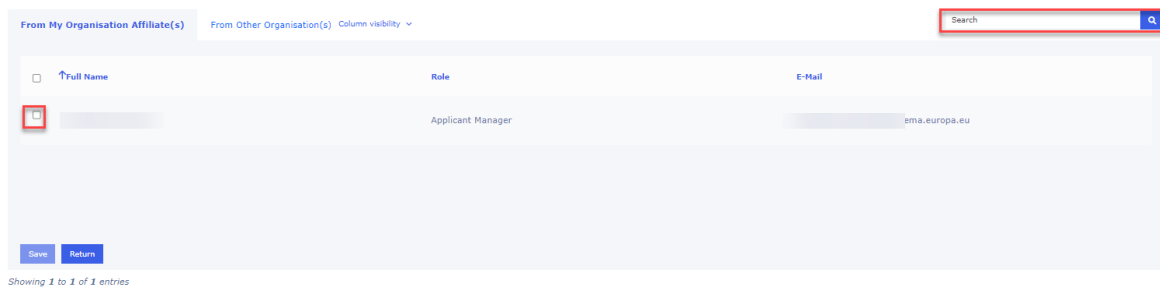 From My Organisation Affiliate(s) From Other Organisation(s) Column visibility Search
Full Name Role E-Mail
Applicant Manager ema.europa.eu
Save Return
Showing 1 to 1 of 1 entries